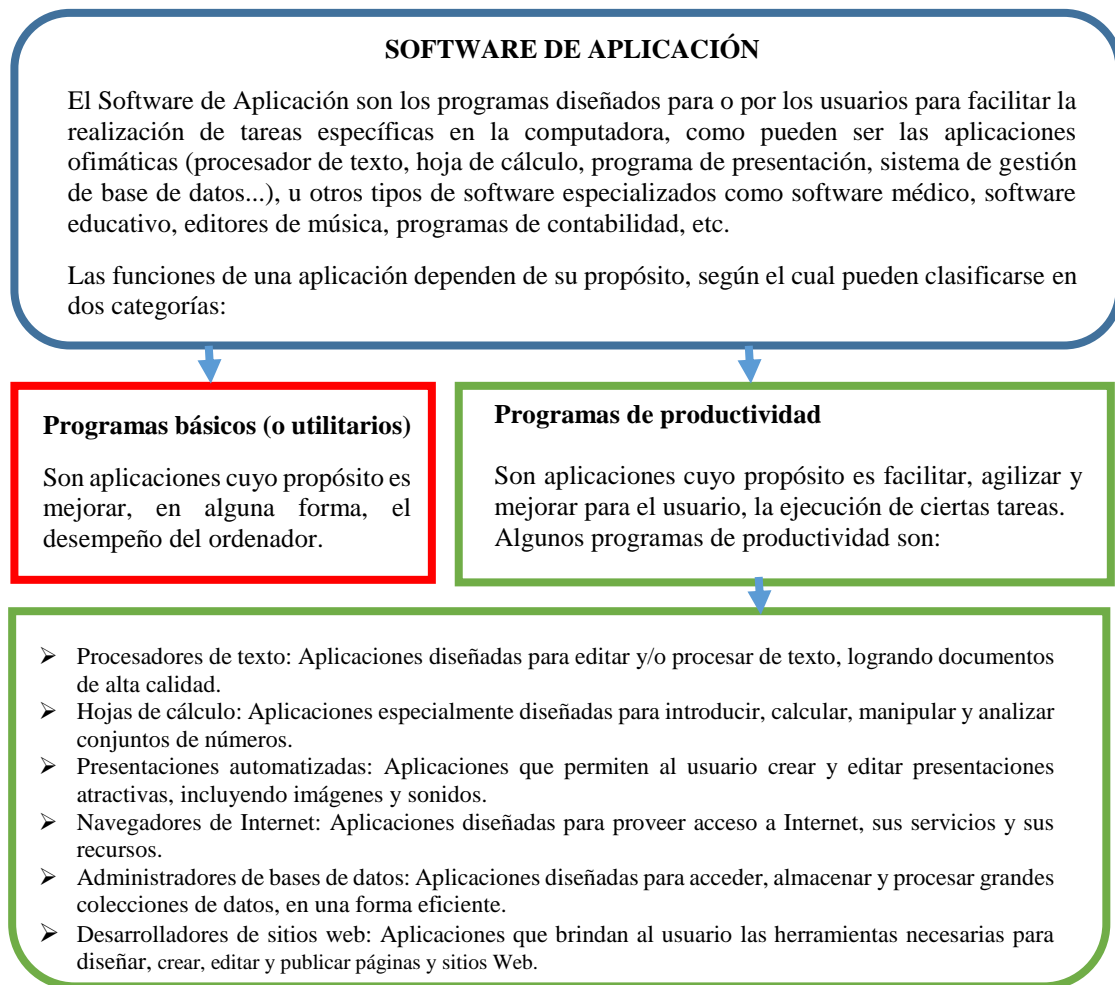 SOFTWARE DE APLICACIÓN
El Software de Aplicación son los programas diseñados para o por los usuarios para facilitar la
realización de tareas específicas en la computadora, como pueden ser las aplicaciones
ofimáticas (procesador de texto, hoja de cálculo, programa de presentación, sistema de gestión
de base de datos...), u otros tipos de software especializados como software médico, software
educativo, editores de música, programas de contabilidad, etc.
Las funciones de una aplicación dependen de su propósito, según el cual pueden clasificarse en
dos categorías:
Programas básicos (o utilitarios)
Son aplicaciones cuyo propósito es
mejorar, en alguna forma, el
desempeño del ordenador.
Programas de productividad
Son aplicaciones cuyo propósito es facilitar, agilizar y
mejorar para el usuario, la ejecución de ciertas tareas.
Algunos programas de productividad son:
➢ Procesadores de texto: Aplicaciones diseñadas para editar y/o procesar de texto, logrando documentos
de alta calidad.
➢ Hojas de cálculo: Aplicaciones especialmente diseñadas para introducir, calcular, manipular y analizar
conjuntos de números.
➢ Presentaciones automatizadas: Aplicaciones que permiten al usuario crear y editar presentaciones
atractivas, incluyendo imágenes y sonidos.
➢ Navegadores de Internet: Aplicaciones diseñadas para proveer acceso a Internet, sus servicios y sus
recursos.
➢ Administradores de bases de datos: Aplicaciones diseñadas para acceder, almacenar y procesar grandes
colecciones de datos, en una forma eficiente.
➢ Desarrolladores de sitios web: Aplicaciones que brindan al usuario las herramientas necesarias para
diseñar, crear, editar y publicar páginas y sitios Web.